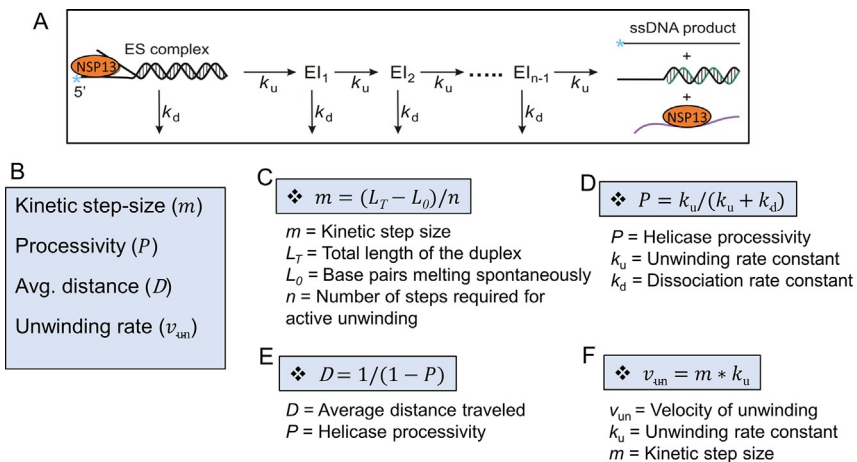 A
ES complex
NSP13
*
5'
k_u
EI_1
k_u
EI_2
k_u
.....
EI_n-1
k_u
k_d
k_d
k_d
k_d
ssDNA product
*
+
+
NSP13
B
Kinetic step-size (m)
Processivity (P)
Avg. distance (D)
Unwinding rate (v_un)
C
❖ m = (L_T − L_0)/n
m = Kinetic step size
L_T = Total length of the duplex
L_0 = Base pairs melting spontaneously
n = Number of steps required for
active unwinding
D
❖ P = k_u/(k_u + k_d)
P = Helicase processivity
k_u = Unwinding rate constant
k_d = Dissociation rate constant
E
❖ D = 1/(1 − P)
D = Average distance traveled
P = Helicase processivity
F
❖ v_un = m * k_u
v_un = Velocity of unwinding
k_u = Unwinding rate constant
m = Kinetic step size